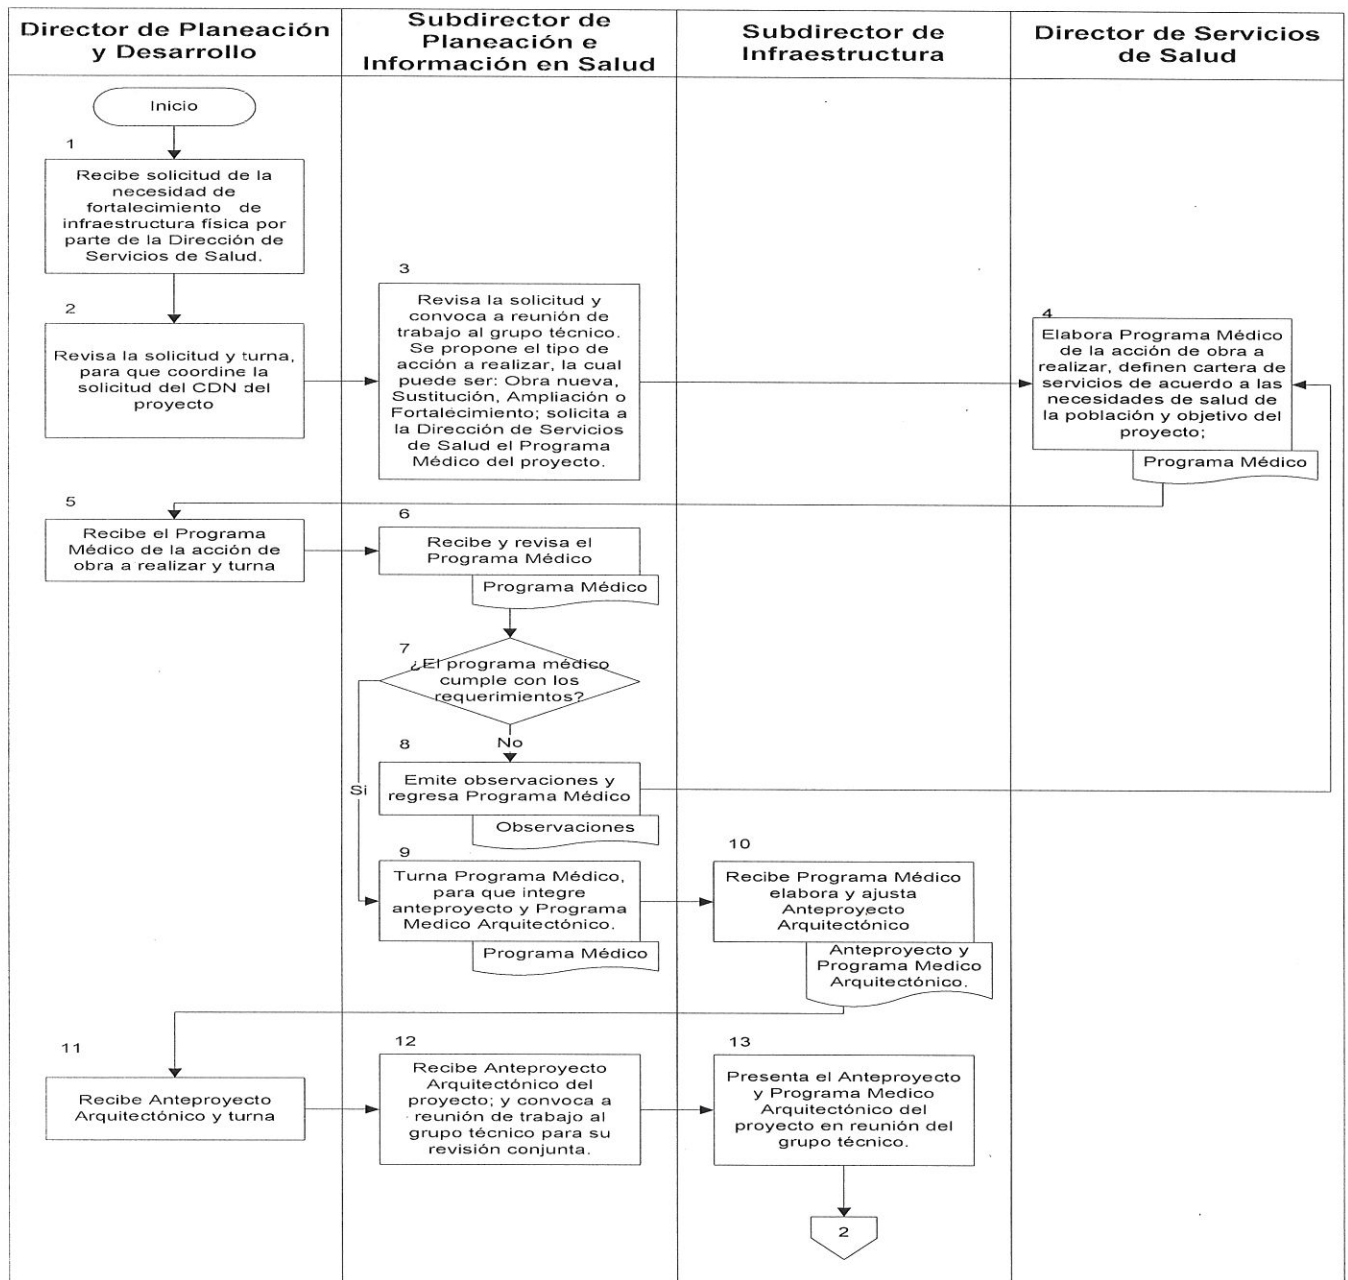 Director de Planeación
y Desarrollo
Subdirector de
Planeación e
Información en Salud
Subdirector de
Infraestructura
Director de Servicios
de Salud
Inicio
1
Recibe solicitud de la
necesidad de
fortalecimiento de
infraestructura física por
parte de la Dirección de
Servicios de Salud.
2
Revisa la solicitud y turna,
para que coordine la
solicitud del CDN del
proyecto
3
Revisa la solicitud y
convoca a reunión de
trabajo al grupo técnico.
Se propone el tipo de
acción a realizar, la cual
puede ser: Obra nueva,
Sustitución, Ampliación o
Fortalecimiento; solicita a
la Dirección de Servicios
de Salud el Programa
Médico del proyecto.
4
Elabora Programa Médico
de la acción de obra a
realizar, definen cartera de
servicios de acuerdo a las
necesidades de salud de
la población y objetivo del
proyecto;
Programa Médico
5
Recibe el Programa
Médico de la acción de
obra a realizar y turna
6
Recibe y revisa el
Programa Médico
Programa Médico
7
¿El programa médico
cumple con los
requerimientos?
No
Si
8
Emite observaciones y
regresa Programa Médico
Observaciones
9
Turna Programa Médico,
para que integre
anteproyecto y Programa
Medico Arquitectónico.
Programa Médico
10
Recibe Programa Médico
elabora y ajusta
Anteproyecto
Arquitectónico
Anteproyecto y
Programa Medico
Arquitectónico.
11
Recibe Anteproyecto
Arquitectónico y turna
12
Recibe Anteproyecto
Arquitectónico del
proyecto; y convoca a
reunión de trabajo al
grupo técnico para su
revisión conjunta.
13
Presenta el Anteproyecto
y Programa Medico
Arquitectónico del
proyecto en reunión del
grupo técnico.
2